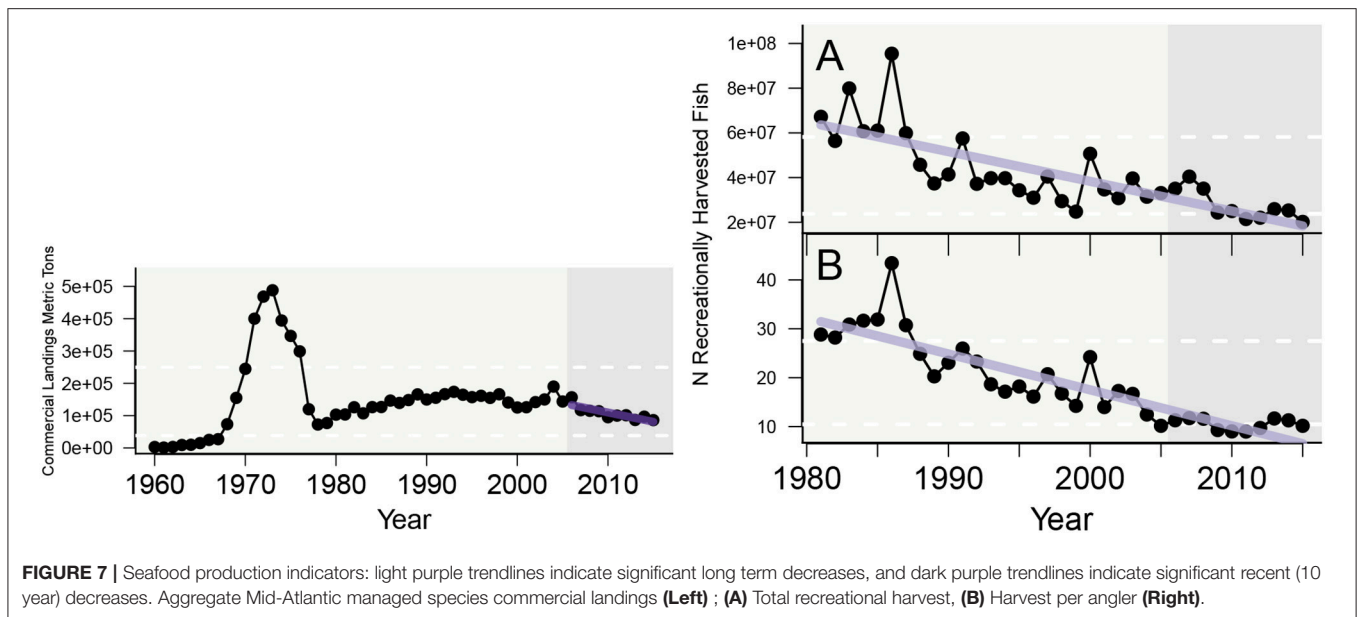 Commercial Landings Metric Tons
5e+05
4e+05
3e+05
2e+05
1e+05
0e+00
1960 1970 1980 1990 2000 2010
Year
N Recreationally Harvested Fish
A
1e+08
8e+07
6e+07
4e+07
2e+07
B
40
30
20
10
1980 1990 2000 2010
Year
FIGURE 7 | Seafood production indicators: light purple trendlines indicate significant long term decreases, and dark purple trendlines indicate significant recent (10
year) decreases. Aggregate Mid-Atlantic managed species commercial landings (Left) ; (A) Total recreational harvest, (B) Harvest per angler (Right).